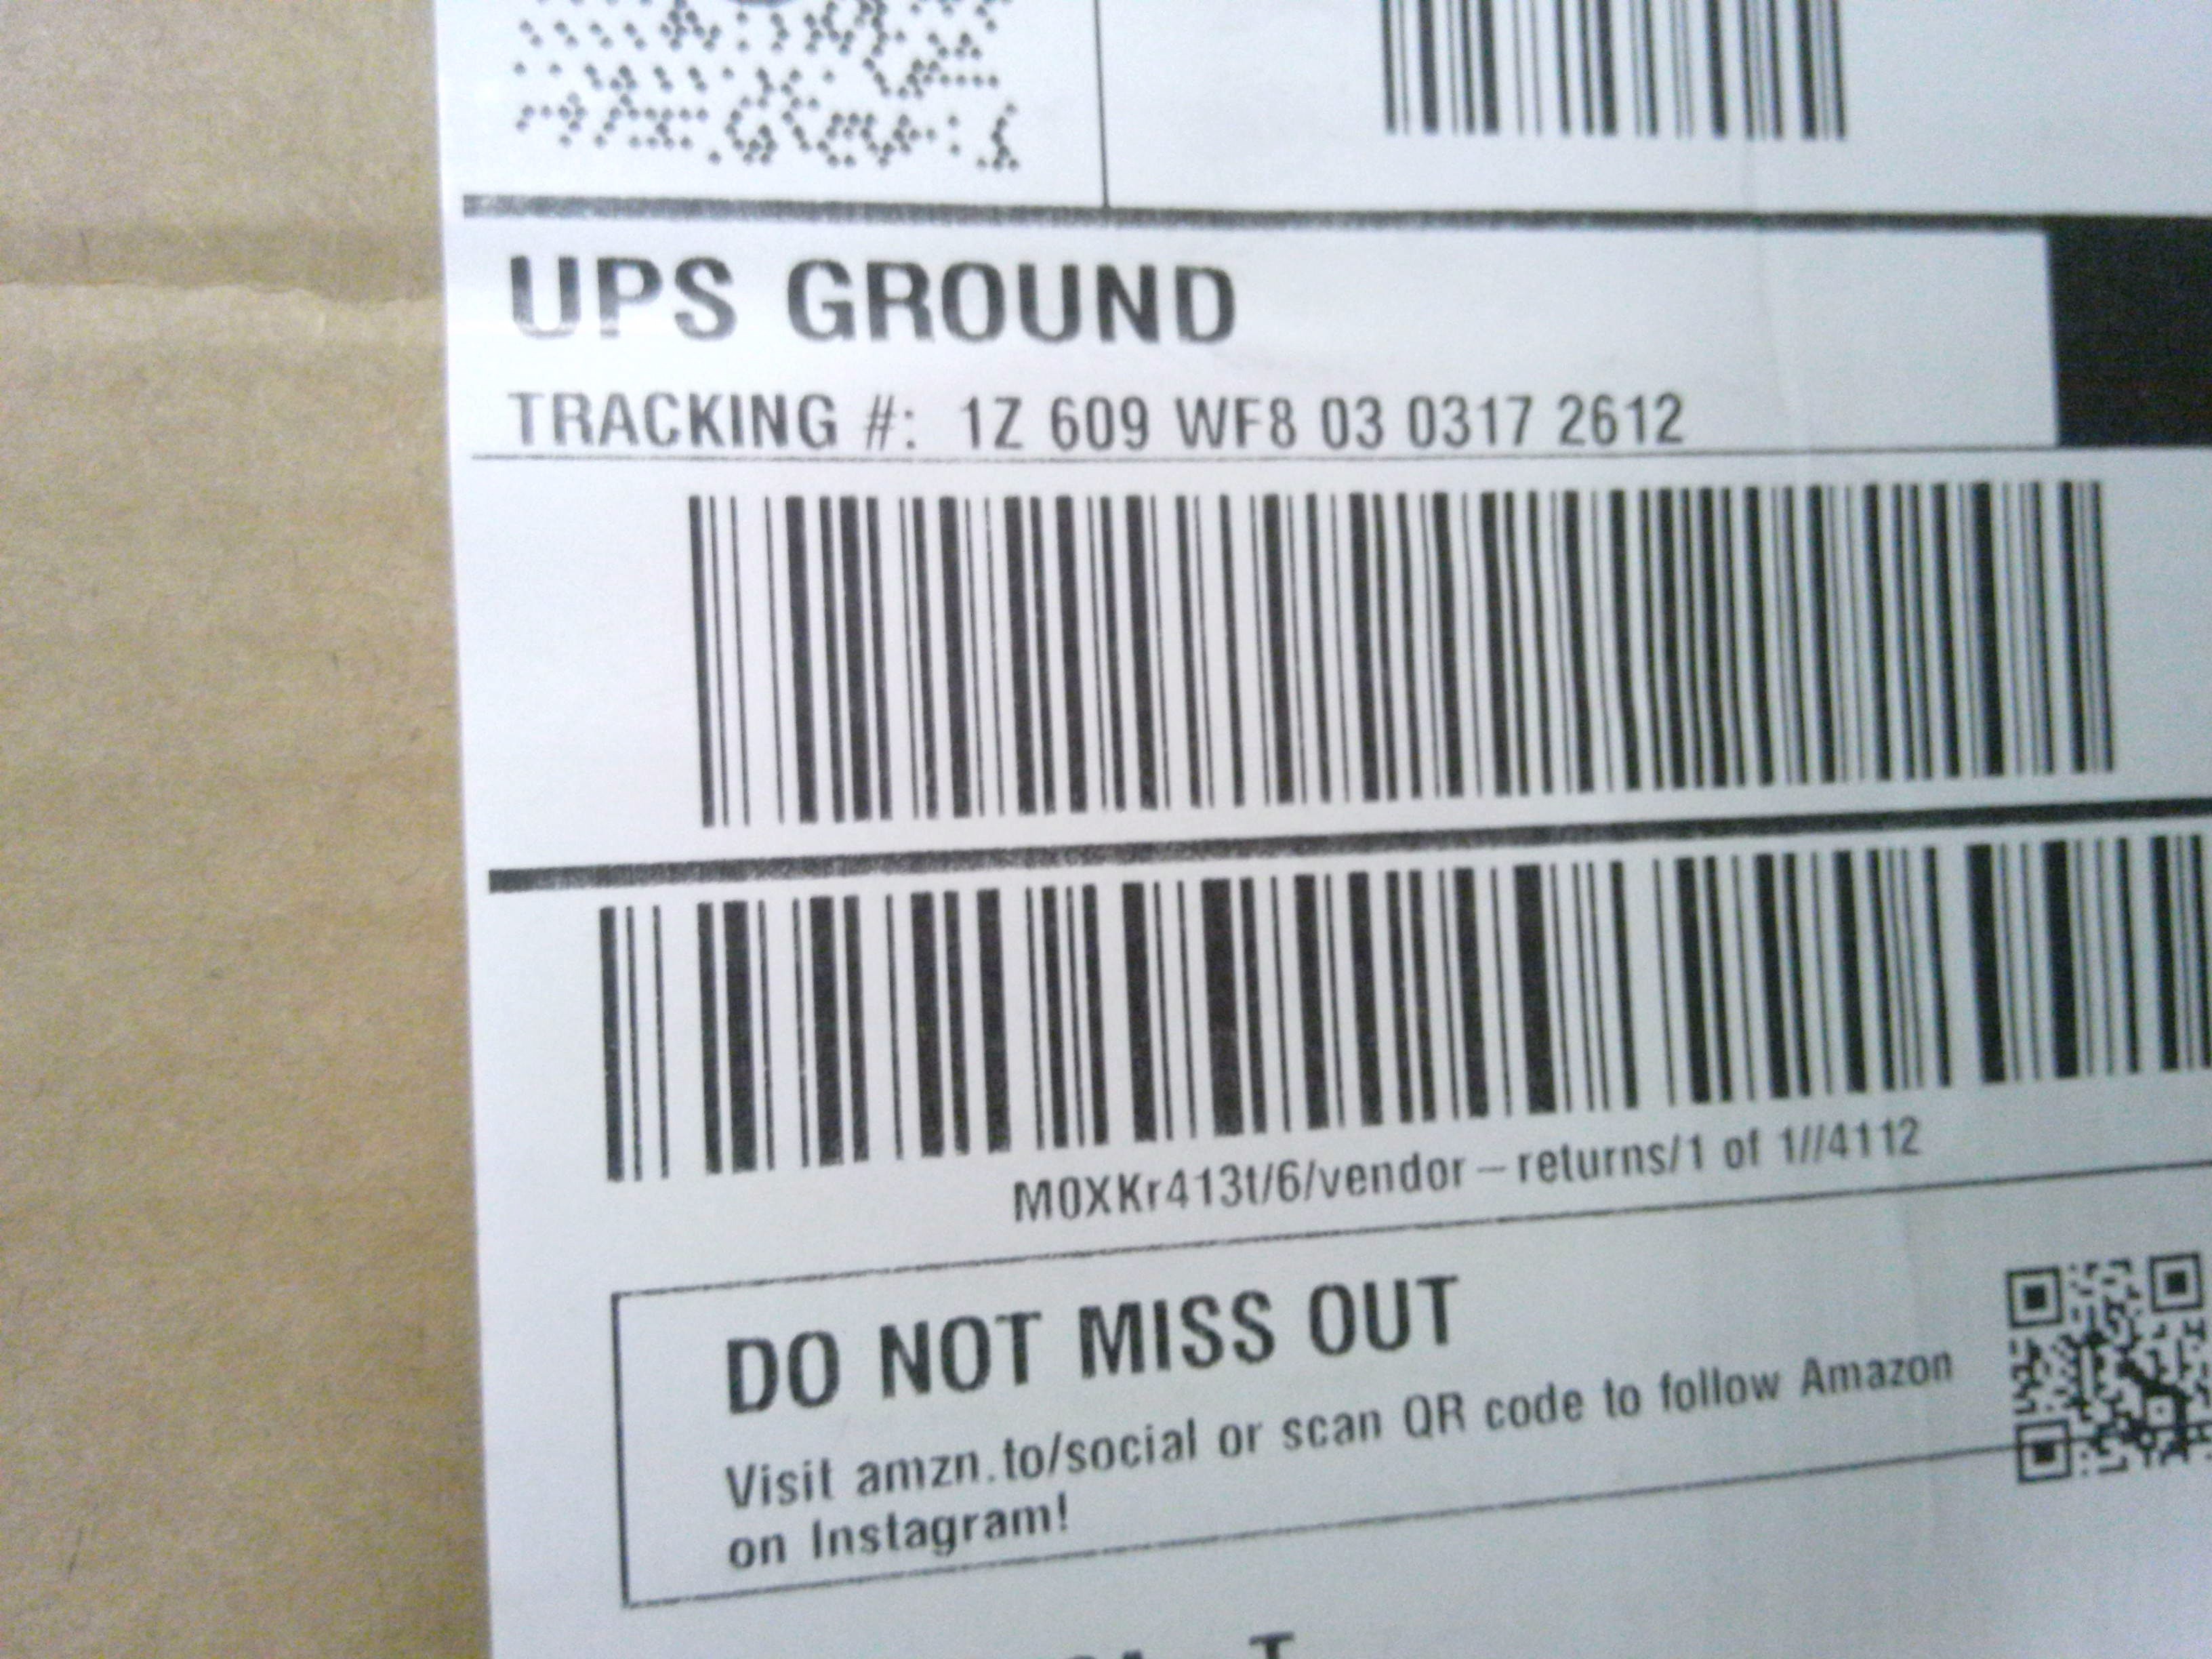 UPS GROUND
TRACKING #: 1Z 609 WF8 03 0317 2612
M0XKr413t/6/vendor-returns/1 of 1//4112
DO NOT MISS OUT
Visit amzn.to/social or scan QR code to follow Amazon
on Instagram!